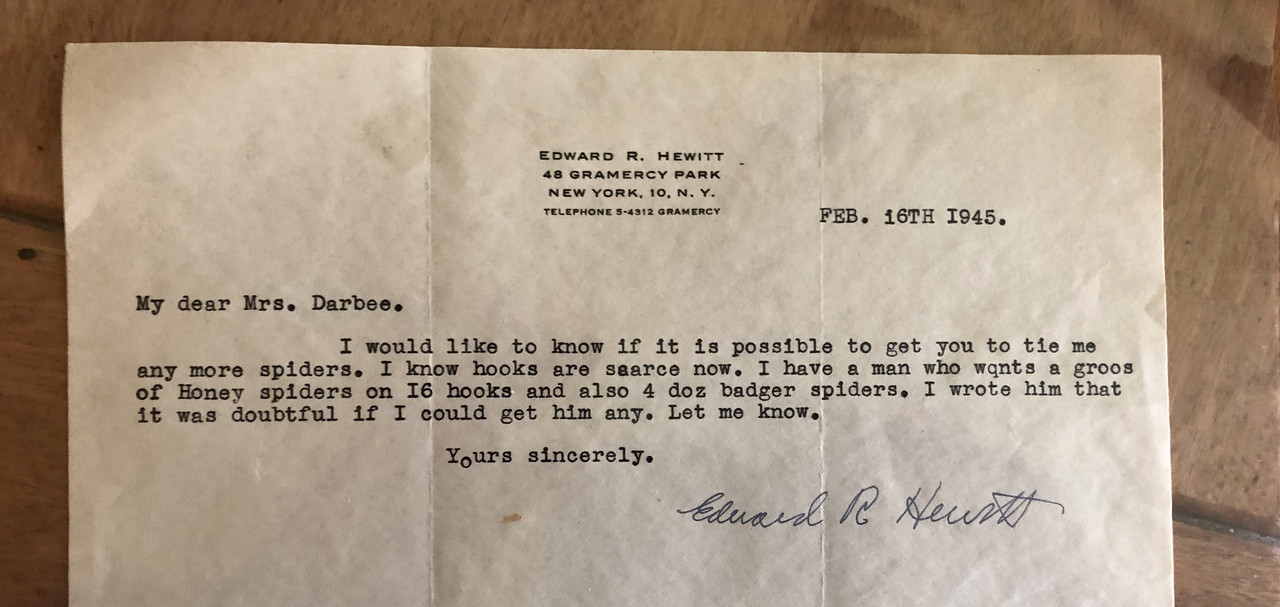 EDWARD R. HEWITT
48 GRAMERCY PARK
NEW YORK, 10, N. Y.
TELEPHONE 5-4312 GRAMERCY
FEB. i6TH I945.
My dear Mrs. Darbee.
I would like to know if it is possible to get you to tie me
any more spiders. I know hooks are saarce now. I have a man who wqnts a groos
of Honey spiders on I6 hooks and also 4 doz badger spiders. I wrote him that
it was doubtful if I could get him any. Let me know.
Yours sincerely.
Edward R Hewitt